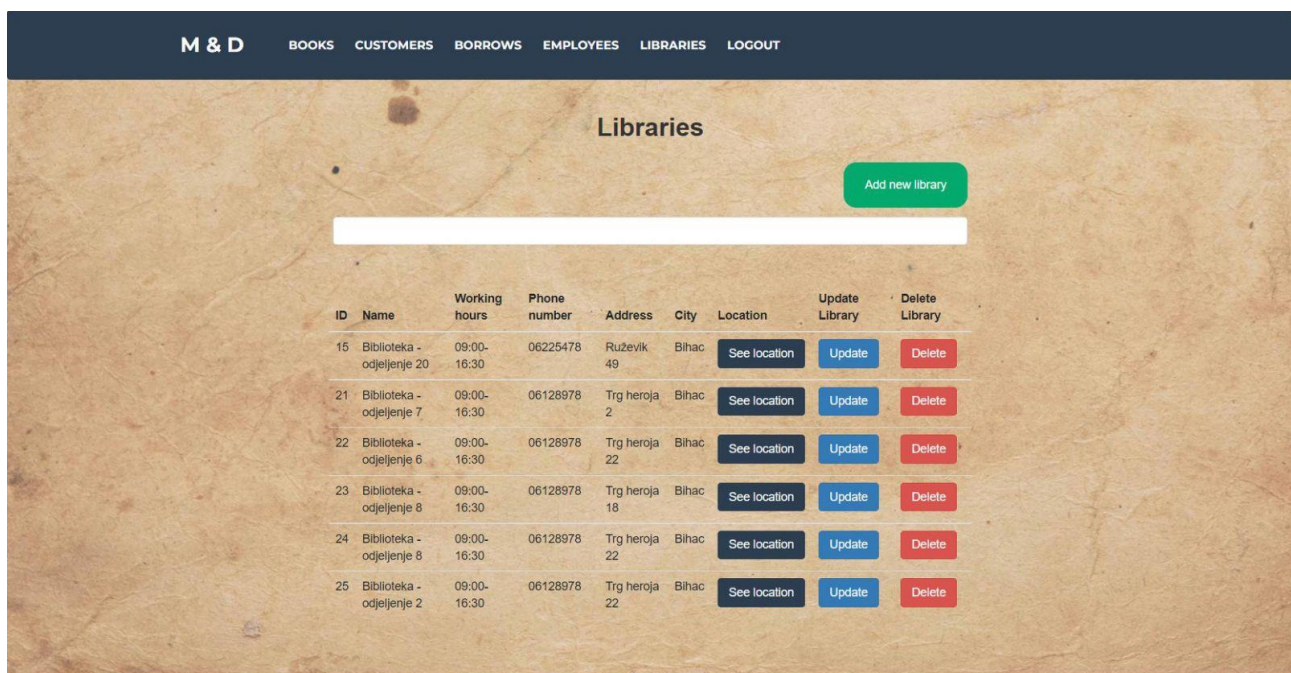 M & D BOOKS CUSTOMERS BORROWS EMPLOYEES LIBRARIES LOGOUT
Libraries
Add new library
ID Name Working hours Phone number Address City Location Update Library Delete Library
15 Biblioteka - odjeljenje 20 09:00-16:30 06225478 Ruževik 49 Bihac See location Update Delete
21 Biblioteka - odjeljenje 7 09:00-16:30 06128978 Trg heroja 2 Bihac See location Update Delete
22 Biblioteka - odjeljenje 6 09:00-16:30 06128978 Trg heroja 22 Bihac See location Update Delete
23 Biblioteka - odjeljenje 8 09:00-16:30 06128978 Trg heroja 18 Bihac See location Update Delete
24 Biblioteka - odjeljenje 8 09:00-16:30 06128978 Trg heroja 22 Bihac See location Update Delete
25 Biblioteka - odjeljenje 2 09:00-16:30 06128978 Trg heroja 22 Bihac See location Update Delete